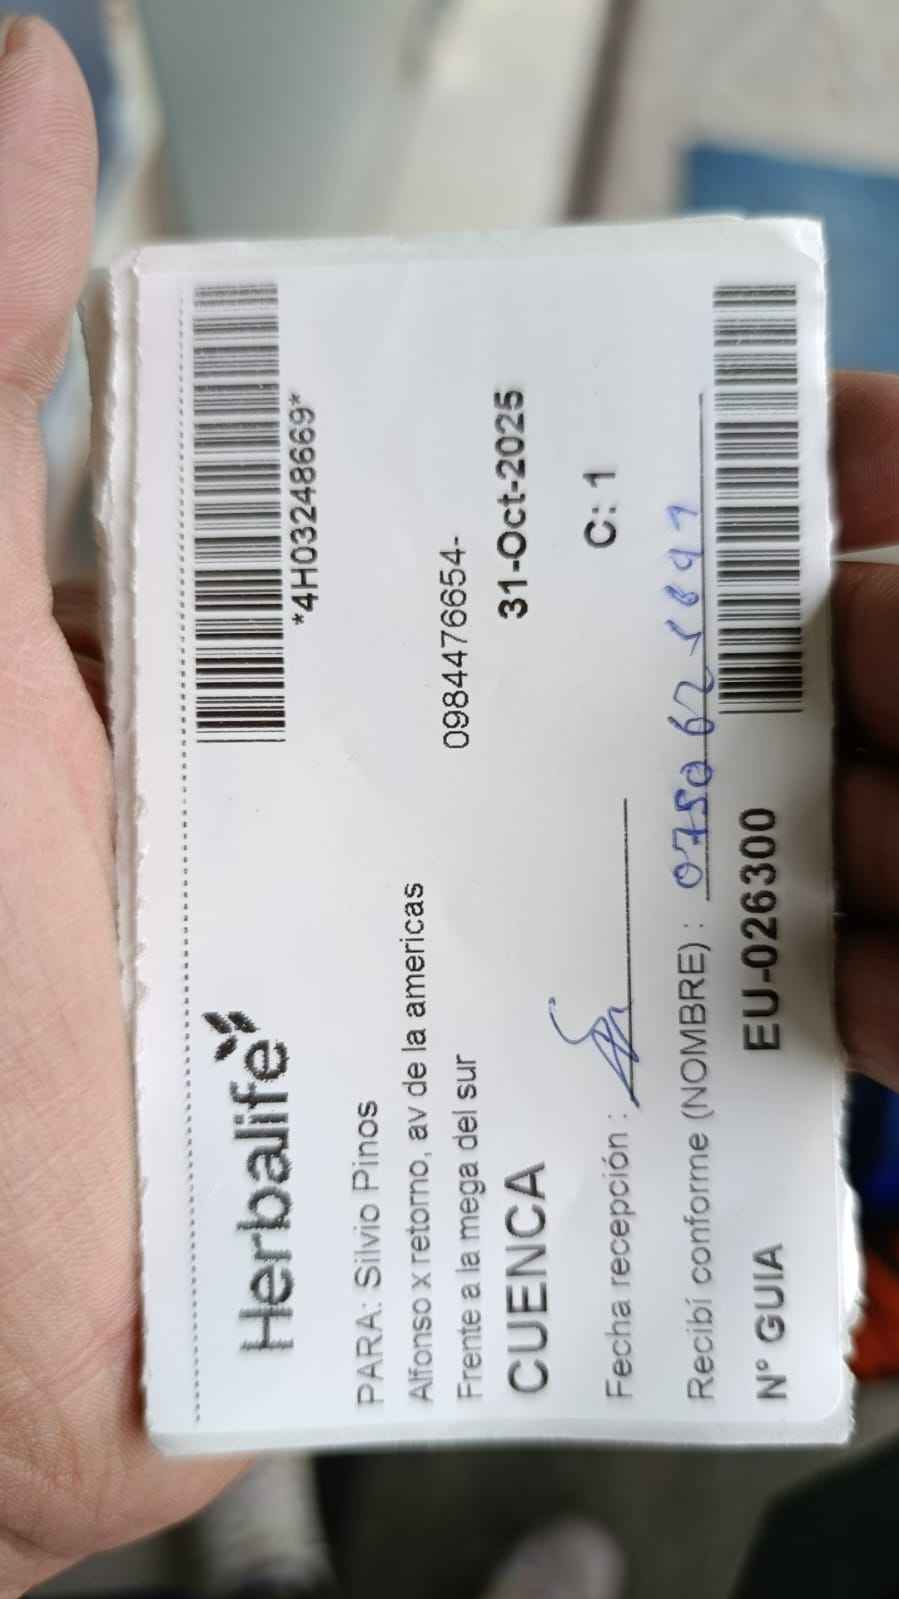 Herbalife
*4H03248669*
PARA: Silvio Pinos
Alfonso x retorno, av de la americas
Frente a la mega del sur
0984476654-
CUENCA
31-Oct-2025
Fecha recepción :
C: 1
Recibí conforme (NOMBRE) :
N° GUIA
EU-026300